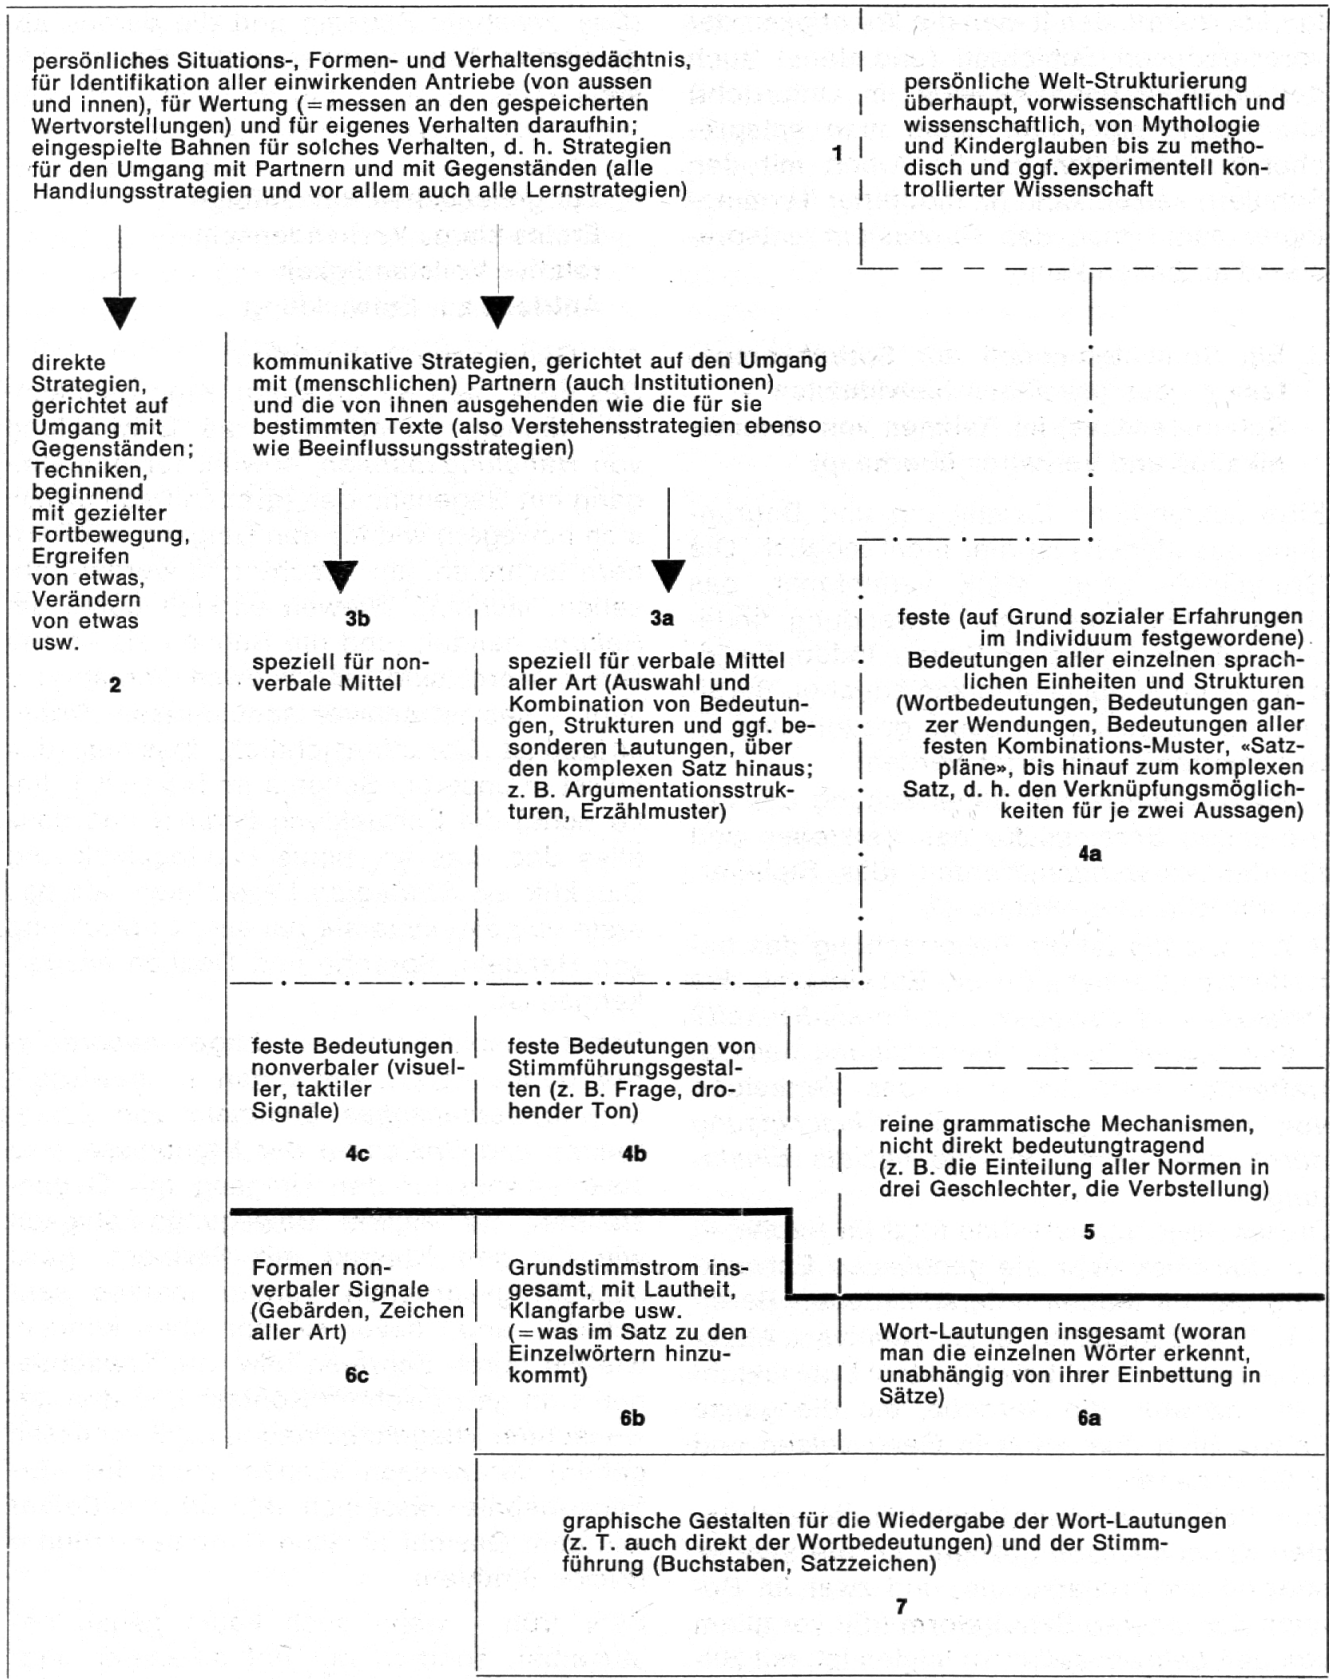 persönliches Situations-, Formen- und Verhaltensgedächtnis,
für Identifikation aller einwirkenden Antriebe (von aussen
und innen), für Wertung (=messen an den gespeicherten
Wertvorstellungen) und für eigenes Verhalten daraufhin;
eingespielte Bahnen für solches Verhalten, d. h. Strategien
für den Umgang mit Partnern und mit Gegenständen (alle
Handlungsstrategien und vor allem auch alle Lernstrategien)
1
persönliche Welt-Strukturierung
überhaupt, vorwissenschaftlich und
wissenschaftlich, von Mythologie
und Kinderglauben bis zu metho-
disch und ggf. experimentell kon-
trollierter Wissenschaft
direkte
Strategien,
gerichtet auf
Umgang mit
Gegenständen;
Techniken,
beginnend
mit gezielter
Fortbewegung,
Ergreifen
von etwas,
Verändern
von etwas
usw.
2
kommunikative Strategien, gerichtet auf den Umgang
mit (menschlichen) Partnern (auch Institutionen)
und die von ihnen ausgehenden wie die für sie
bestimmten Texte (also Verstehensstrategien ebenso
wie Beeinflussungsstrategien)
3b
speziell für non-
verbale Mittel
3a
speziell für verbale Mittel
aller Art (Auswahl und
Kombination von Bedeutun-
gen, Strukturen und ggf. be-
sonderen Lautungen, über
den komplexen Satz hinaus;
z. B. Argumentationsstruk-
turen, Erzählmuster)
feste (auf Grund sozialer Erfahrungen
im Individuum festgewordene)
Bedeutungen aller einzelnen sprach-
lichen Einheiten und Strukturen
(Wortbedeutungen, Bedeutungen gan-
zer Wendungen, Bedeutungen aller
festen Kombinations-Muster, «Satz-
pläne», bis hinauf zum komplexen
Satz, d. h. den Verknüpfungsmöglich-
keiten für je zwei Aussagen)
4a
feste Bedeutungen
nonverbaler (visuel-
ler, taktiler
Signale)
4c
feste Bedeutungen von
Stimmführungsgestal-
ten (z. B. Frage, dro-
hender Ton)
4b
reine grammatische Mechanismen,
nicht direkt bedeutungtragend
(z. B. die Einteilung aller Normen in
drei Geschlechter, die Verbstellung)
5
Formen non-
verbaler Signale
(Gebärden, Zeichen
aller Art)
6c
Grundstimmstrom ins-
gesamt, mit Lautheit,
Klangfarbe usw.
(=was im Satz zu den
Einzelwörtern hinzu-
kommt)
6b
Wort-Lautungen insgesamt (woran
man die einzelnen Wörter erkennt,
unabhängig von ihrer Einbettung in
Sätze)
6a
graphische Gestalten für die Wiedergabe der Wort-Lautungen
(z. T. auch direkt der Wortbedeutungen) und der Stimm-
führung (Buchstaben, Satzzeichen)
7